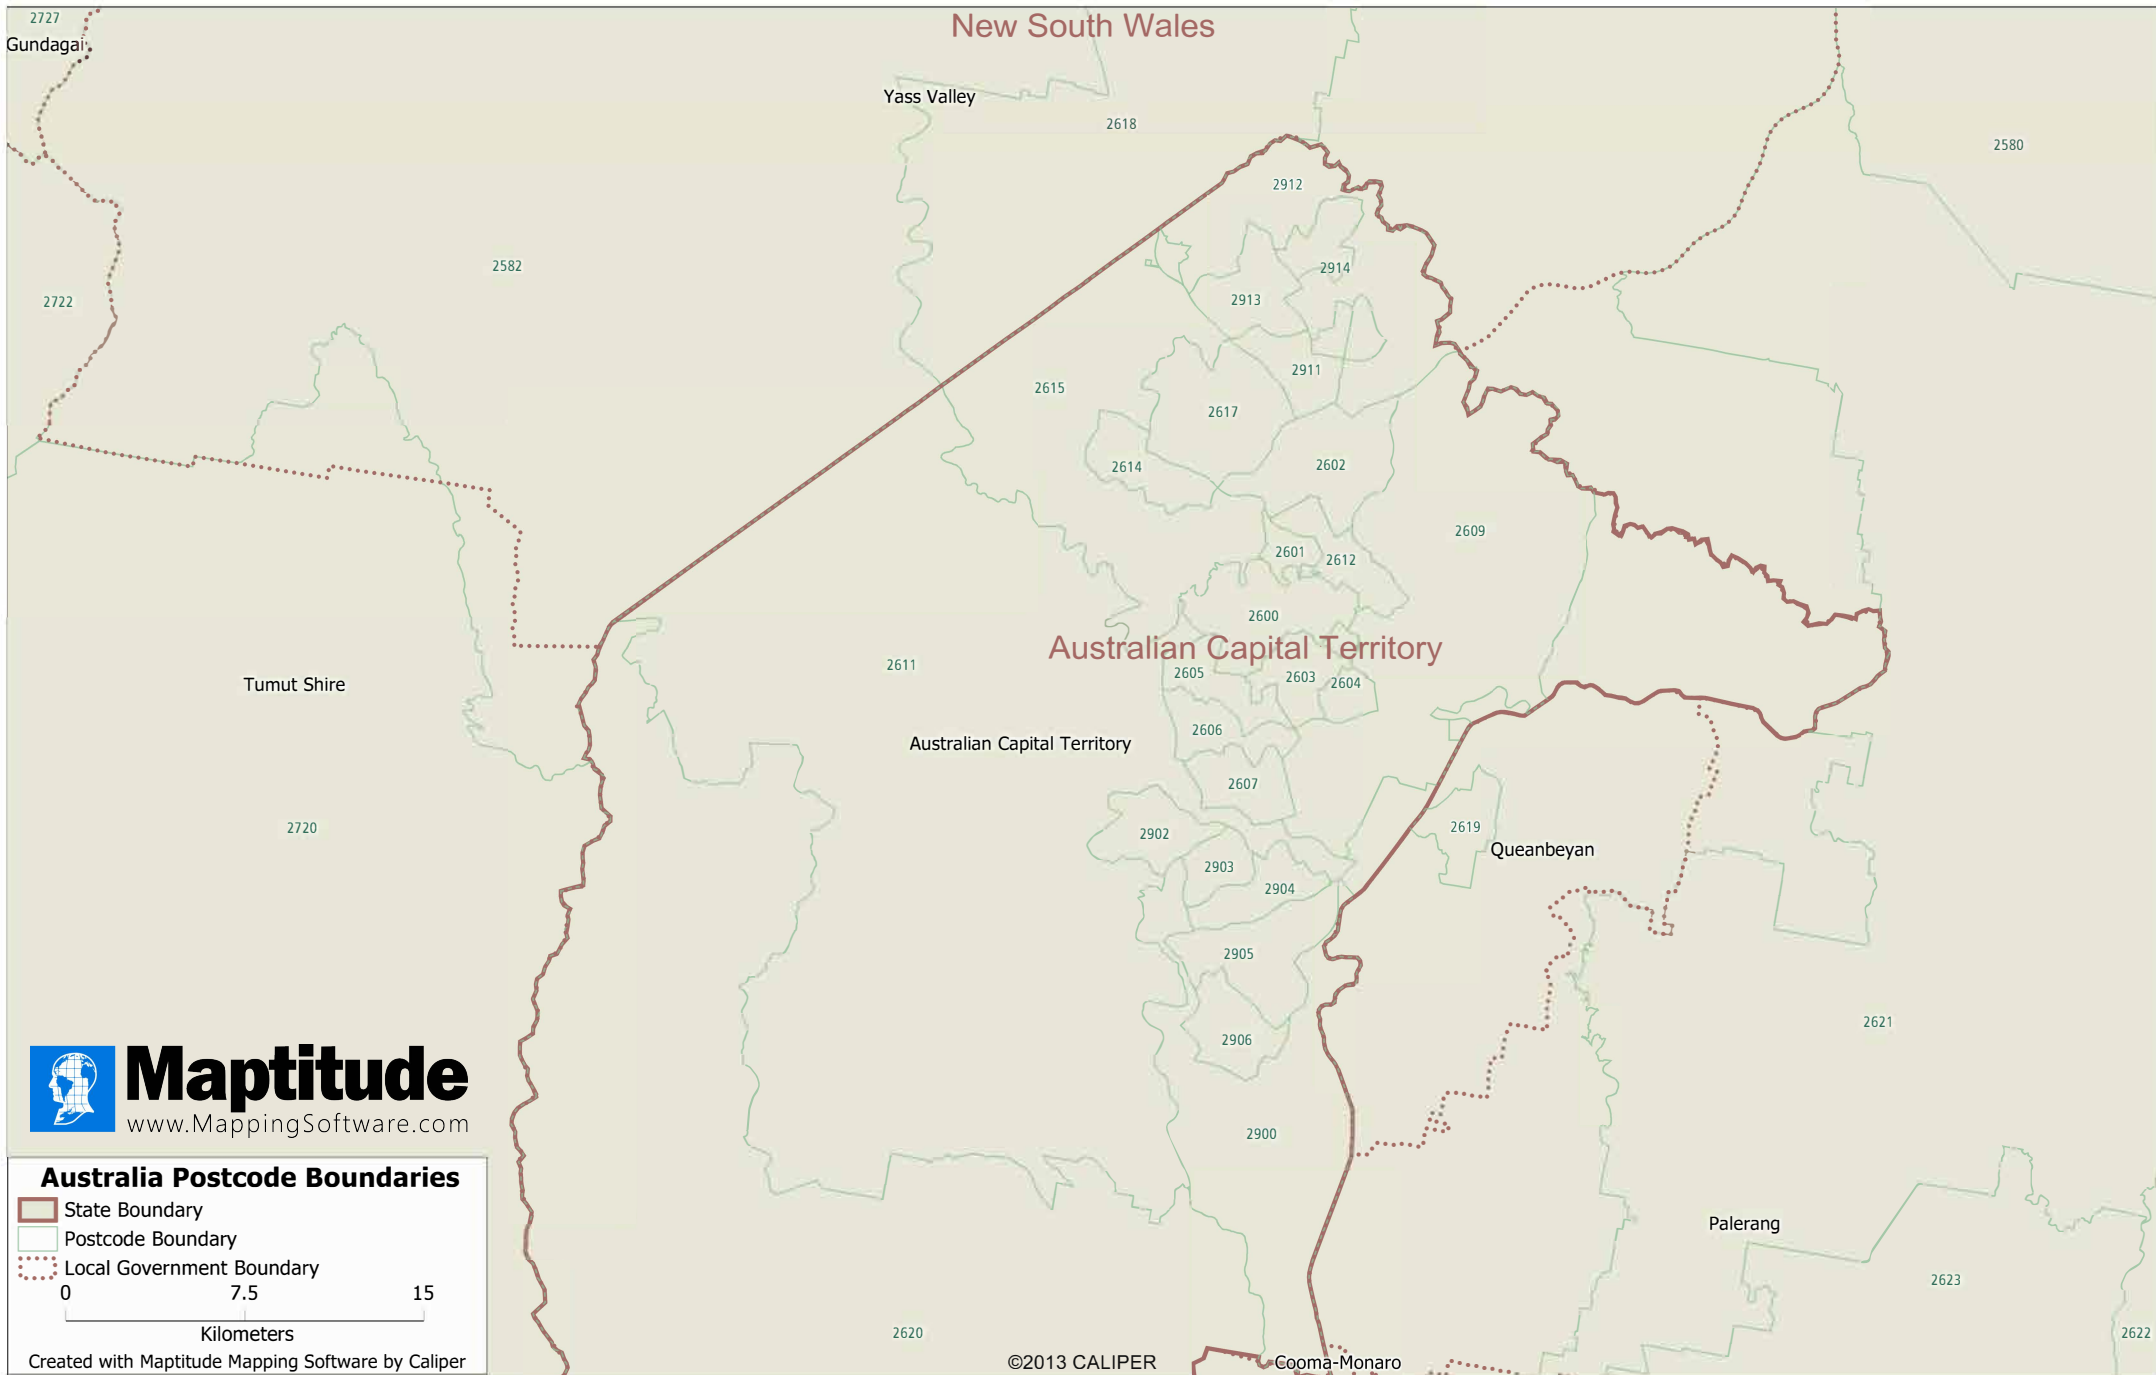 2727
New South Wales
Gundagai
Yass Valley
2618
2580
2912
2582
2914
2722
2913
2911
2615
2617
2614
2602
2609
2601
2612
2600
Australian Capital Territory
2611
2605
2603
2604
Tumut Shire
2606
Australian Capital Territory
2607
2720
2902
2619
Queanbeyan
2903
2904
2905
2621
2906
Maptitude
www.MappingSoftware.com
2900
Australia Postcode Boundaries
State Boundary
Postcode Boundary
Local Government Boundary
0 7.5 15
Kilometers
Created with Maptitude Mapping Software by Caliper
Palerang
2623
2620
2622
©2013 CALIPER
Cooma-Monaro